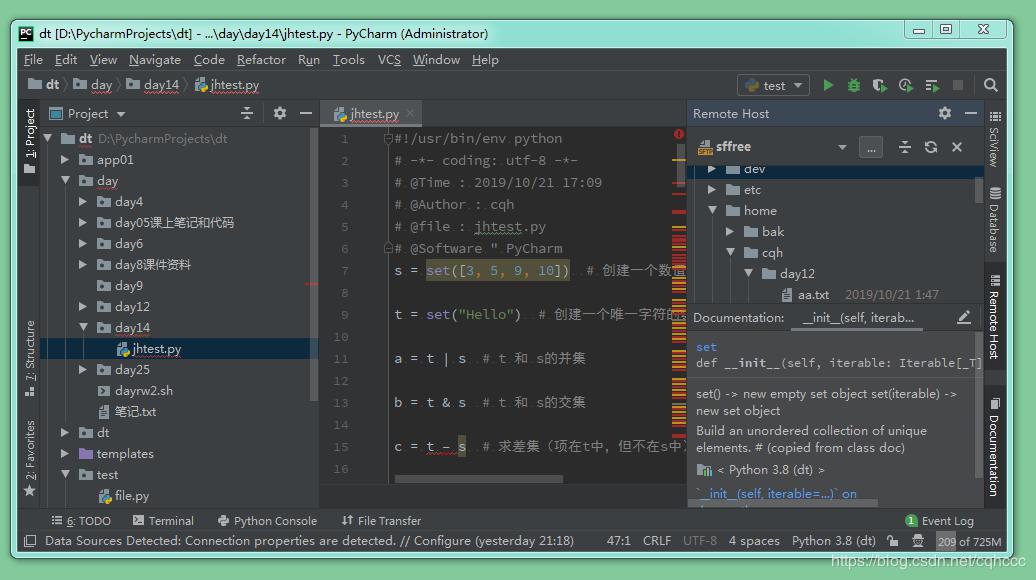 dt [D:\PycharmProjects\dt] - ...\day\day14\jhtest.py - PyCharm (Administrator)
File Edit View Navigate Code Refactor Run Tools VCS Window Help
dt day day14 jhtest.py test
1: Project
7: Structure
2: Favorites
Project
dt D:\PycharmProjects\dt
app01
day
day4
day05课上笔记和代码
day6
day8课件资料
day9
day12
day14
jhtest.py
day25
dayrw2.sh
笔记.txt
dt
templates
test
file.py
jhtest.py
1 #!/usr/bin/env python
2 # -*- coding: utf-8 -*-
3 # @Time : 2019/10/21 17:09
4 # @Author : cqh
5 # @file : jhtest.py
6 # @Software " PyCharm
7 s = set([3, 5, 9, 10]) # 创建一个数值
8
9 t = set("Hello") # 创建一个唯一字符的
10
11 a = t | s # t 和 s的并集
12
13 b = t & s # t 和 s的交集
14
15 c = t - s # 求差集（项在t中，但不在s中）
16
Remote Host
sffree
...
dev
etc
home
bak
cqh
day12
aa.txt 2019/10/21 1:47
Documentation: __init__(self, iterab...
set
def __init__(self, iterable: Iterable[_T]
set() -> new empty set object set(iterable) ->
new set object
Build an unordered collection of unique
elements. # (copied from class doc)
< Python 3.8 (dt) >
`__init__(self, iterable=...)` on
SciView
Database
Remote Host
Documentation
6: TODO Terminal Python Console File Transfer 1 Event Log
Data Sources Detected: Connection properties are detected. // Configure (yesterday 21:18) 47:1 CRLF UTF-8 4 spaces Python 3.8 (dt) 209 of 725M
https://blog.csdn.net/cqhccc